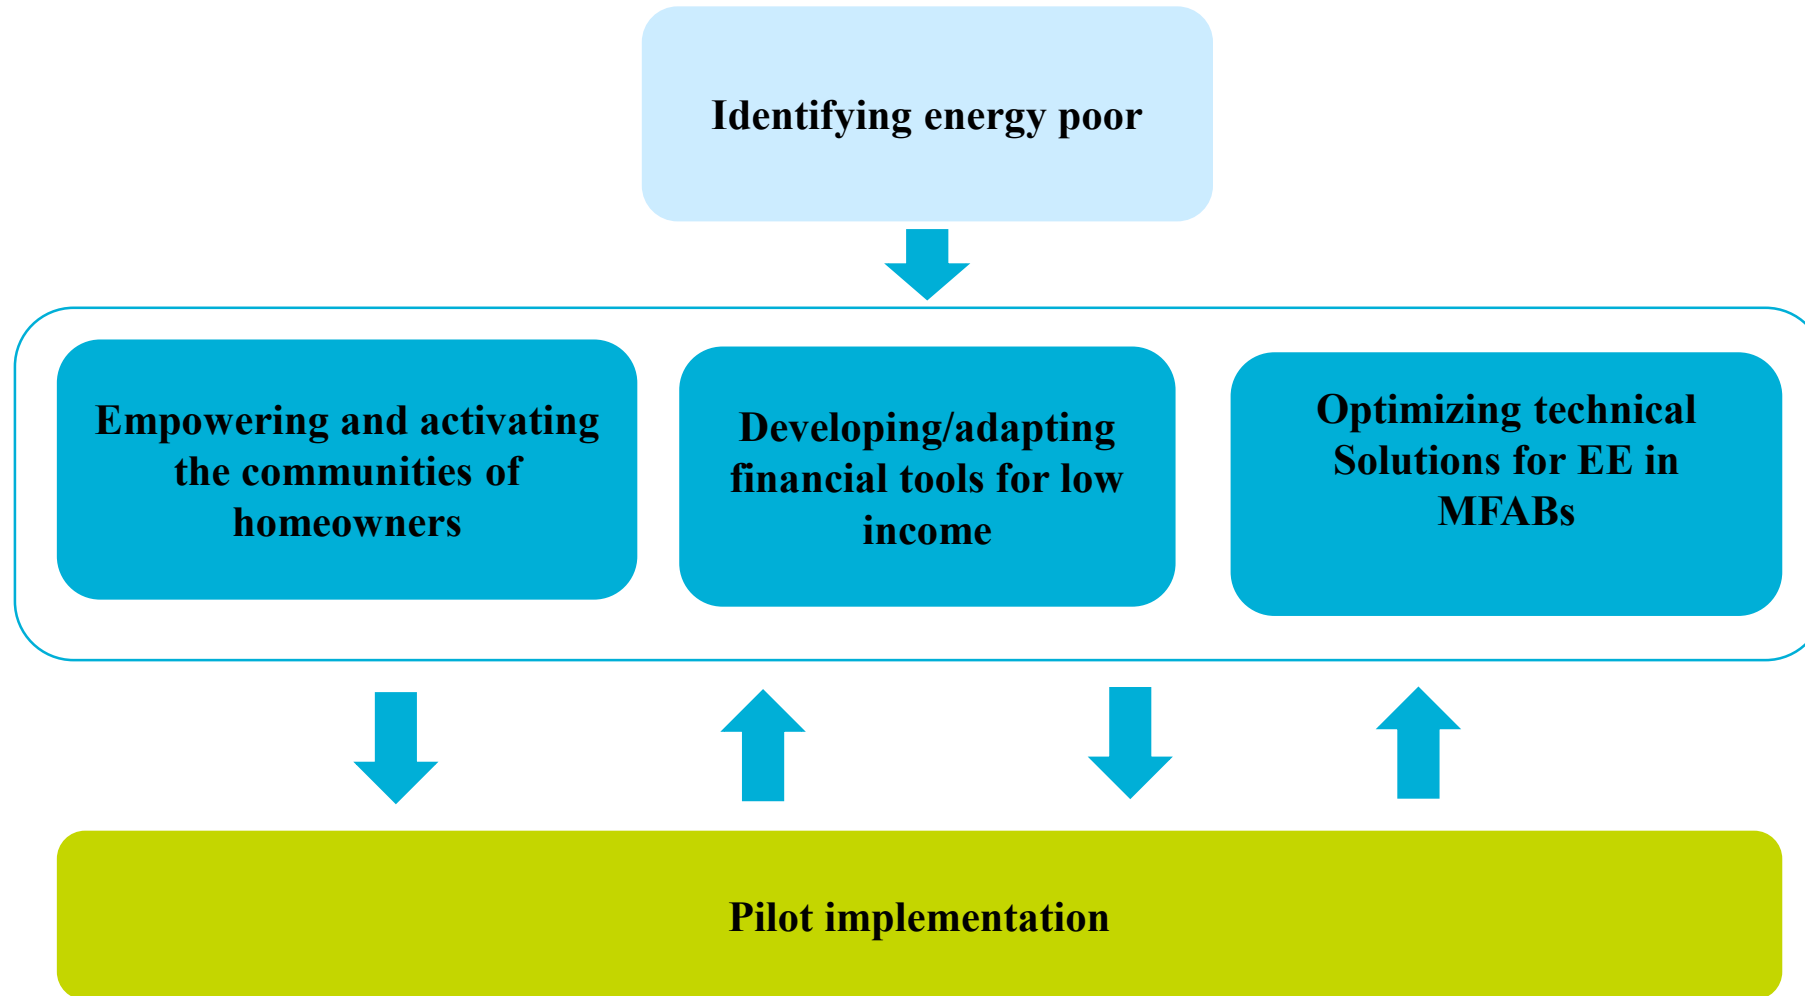 Identifying energy poor
Empowering and activating
the communities of
homeowners
Developing/adapting
financial tools for low
income
Optimizing technical
Solutions for EE in
MFABs
Pilot implementation